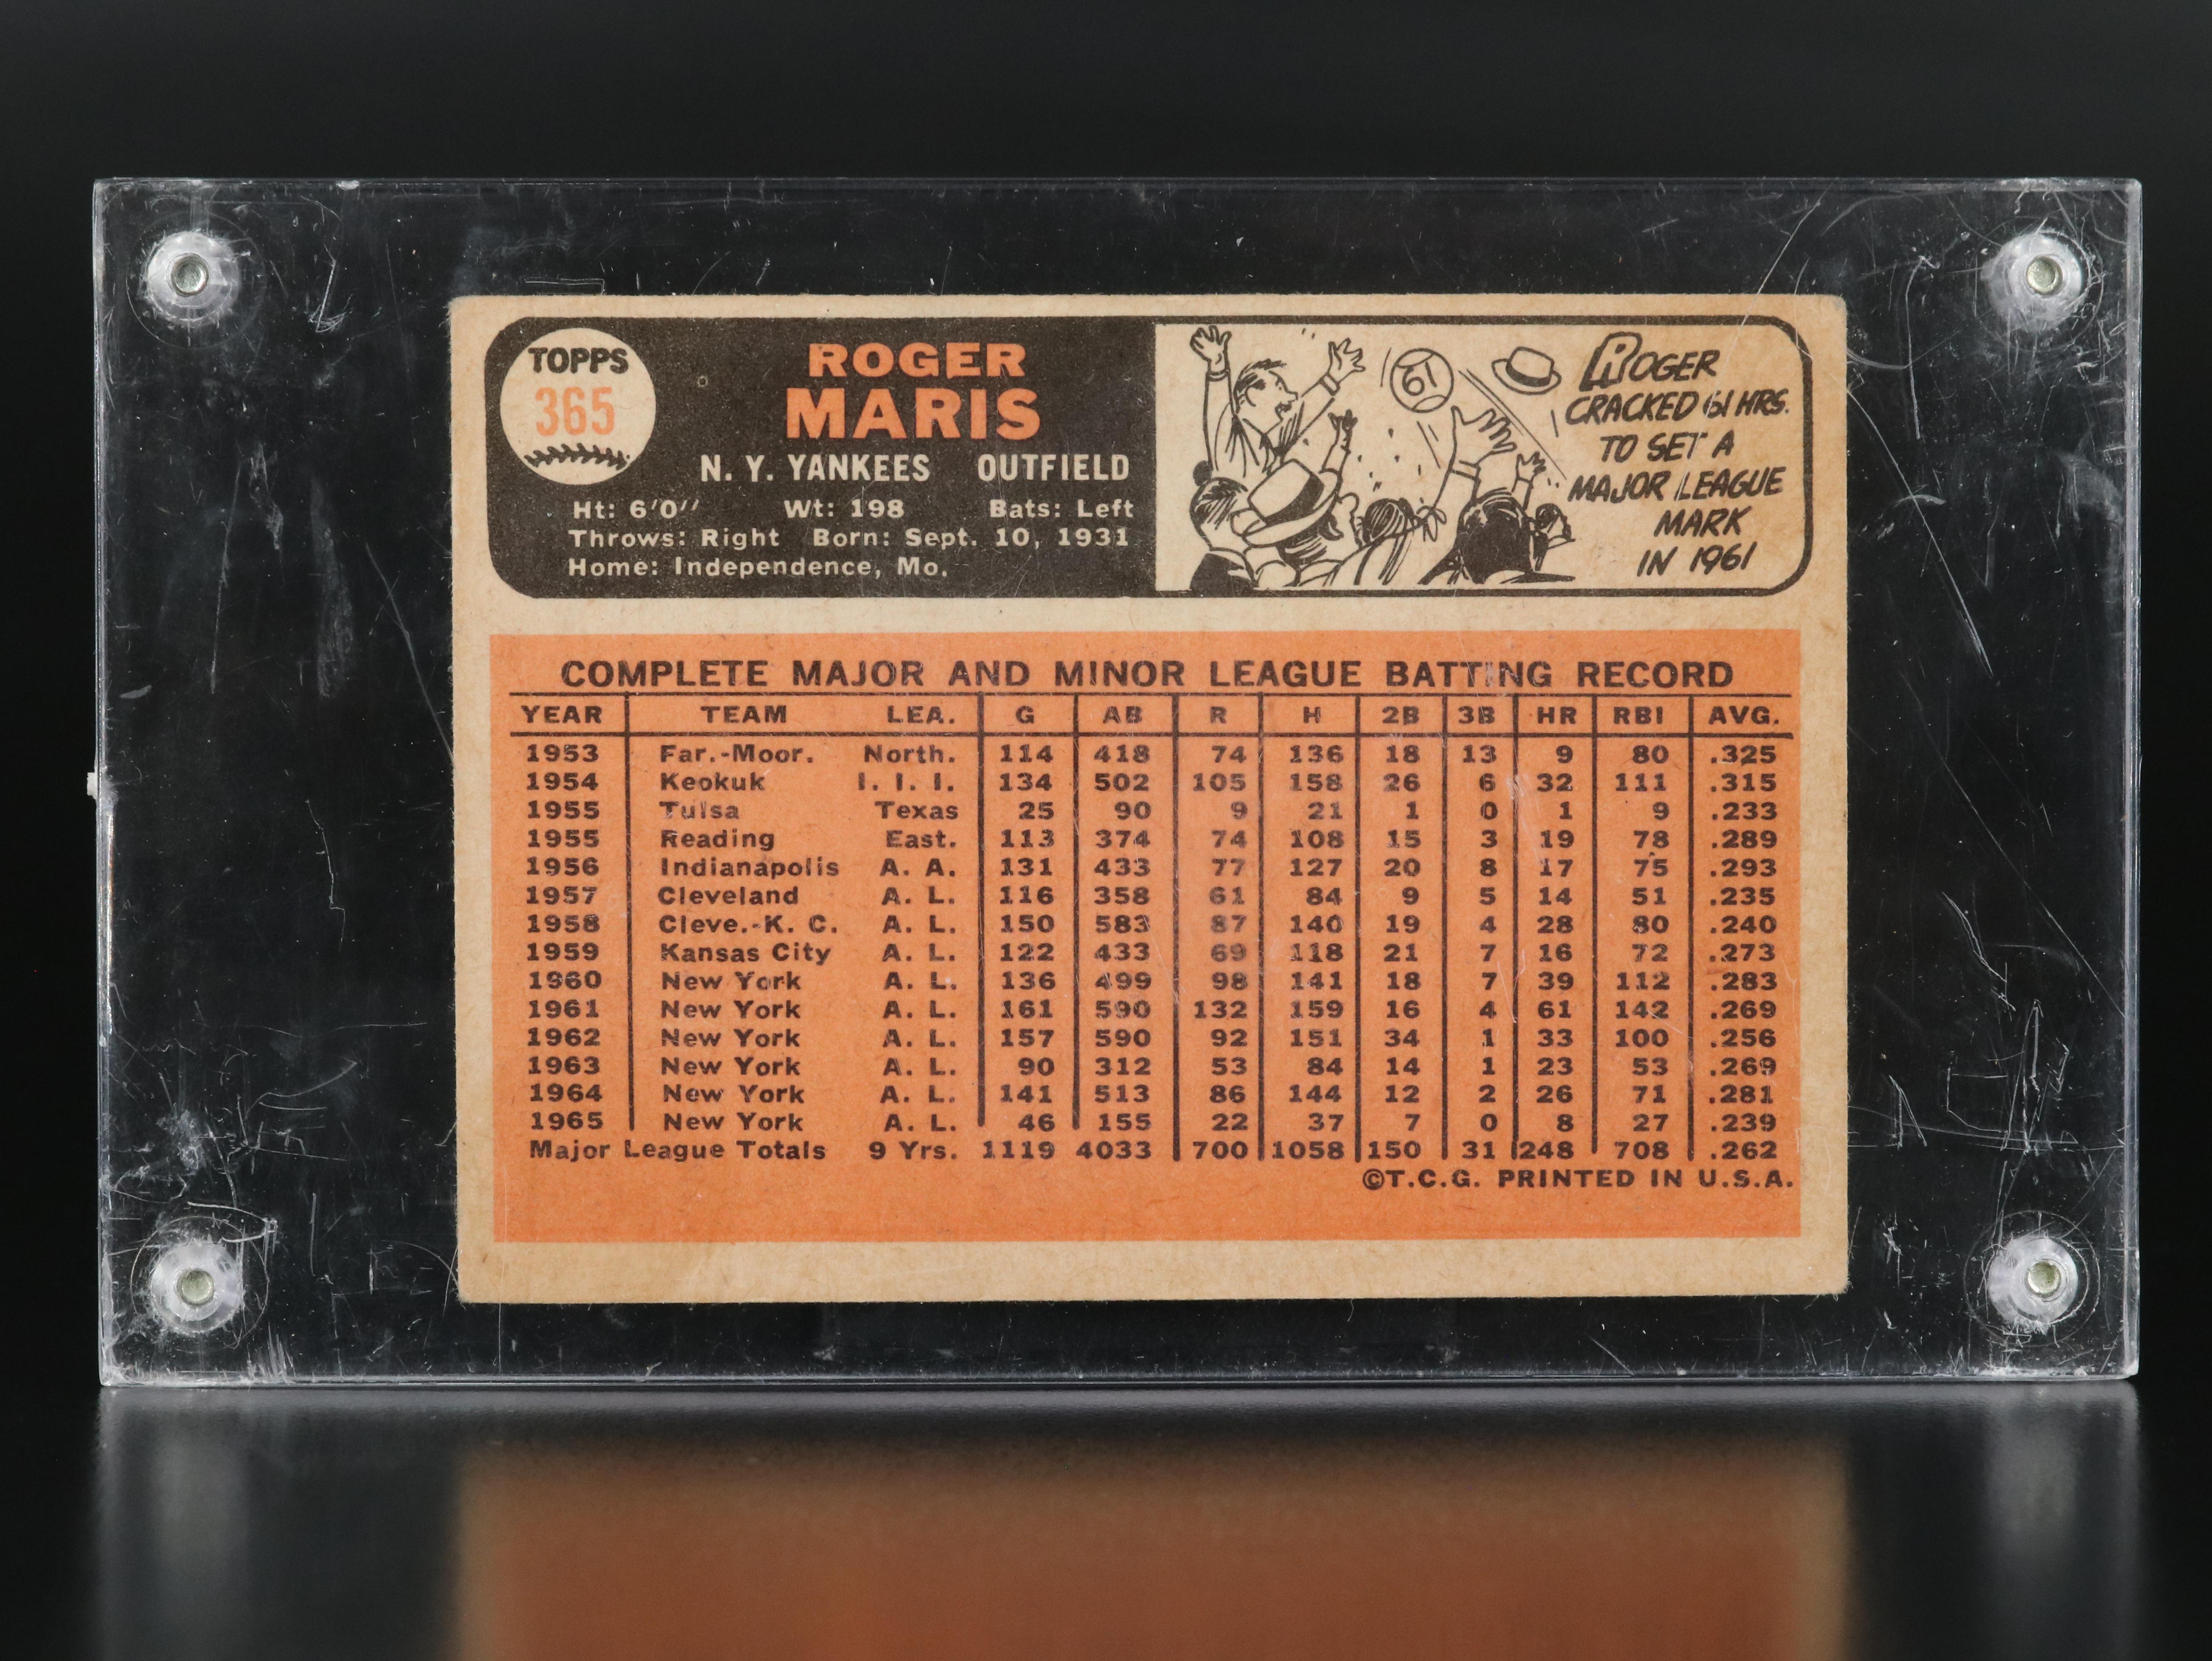 TOPPS
365
ROGER
MARIS
N. Y. YANKEES OUTFIELD
Ht: 6'0" Wt: 198 Bats: Left
Throws: Right Born: Sept. 10, 1931
Home: Independence, Mo.
61
ROGER
CRACKED 61 HRS.
TO SET A
MAJOR LEAGUE
MARK
IN 1961
COMPLETE MAJOR AND MINOR LEAGUE BATTING RECORD
YEAR TEAM LEA. G AB R H 2B 3B HR RBI AVG.
1953 Far.-Moor. North. 114 418 74 136 18 13 9 80 .325
1954 Keokuk I. I. I. 134 502 105 158 26 6 32 111 .315
1955 Tulsa Texas 25 90 9 21 1 0 1 9 .233
1955 Reading East. 113 374 74 108 15 3 19 78 .289
1956 Indianapolis A. A. 131 433 77 127 20 8 17 75 .293
1957 Cleveland A. L. 116 358 61 84 9 5 14 51 .235
1958 Cleve.-K. C. A. L. 150 583 87 140 19 4 28 80 .240
1959 Kansas City A. L. 122 433 69 118 21 7 16 72 .273
1960 New York A. L. 136 499 98 141 18 7 39 112 .283
1961 New York A. L. 161 590 132 159 16 4 61 142 .269
1962 New York A. L. 157 590 92 151 34 1 33 100 .256
1963 New York A. L. 90 312 53 84 14 1 23 53 .269
1964 New York A. L. 141 513 86 144 12 2 26 71 .281
1965 New York A. L. 46 155 22 37 7 0 8 27 .239
Major League Totals 9 Yrs. 1119 4033 700 1058 150 31 248 708 .262
©T.C.G. PRINTED IN U.S.A.